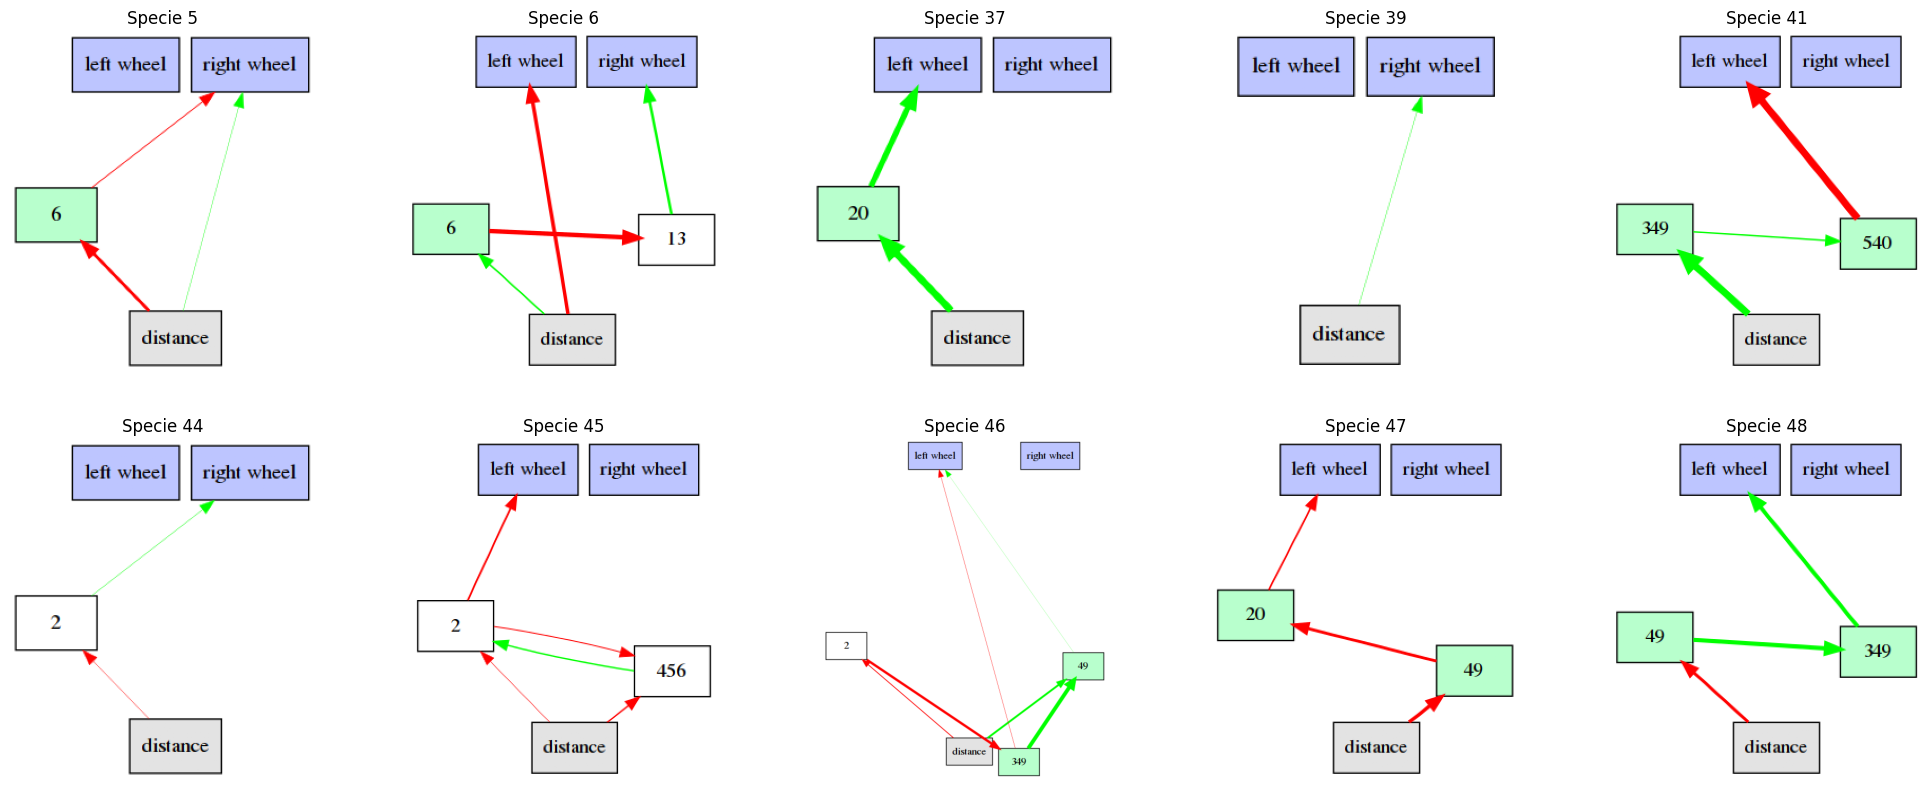 Specie 5
left wheel
right wheel
6
distance
Specie 6
left wheel
right wheel
6
13
distance
Specie 37
left wheel
right wheel
20
distance
Specie 39
left wheel
right wheel
distance
Specie 41
left wheel
right wheel
349
540
distance
Specie 44
left wheel
right wheel
2
distance
Specie 45
left wheel
right wheel
2
456
distance
Specie 46
left wheel
right wheel
2
49
distance
349
Specie 47
left wheel
right wheel
20
49
distance
Specie 48
left wheel
right wheel
49
349
distance